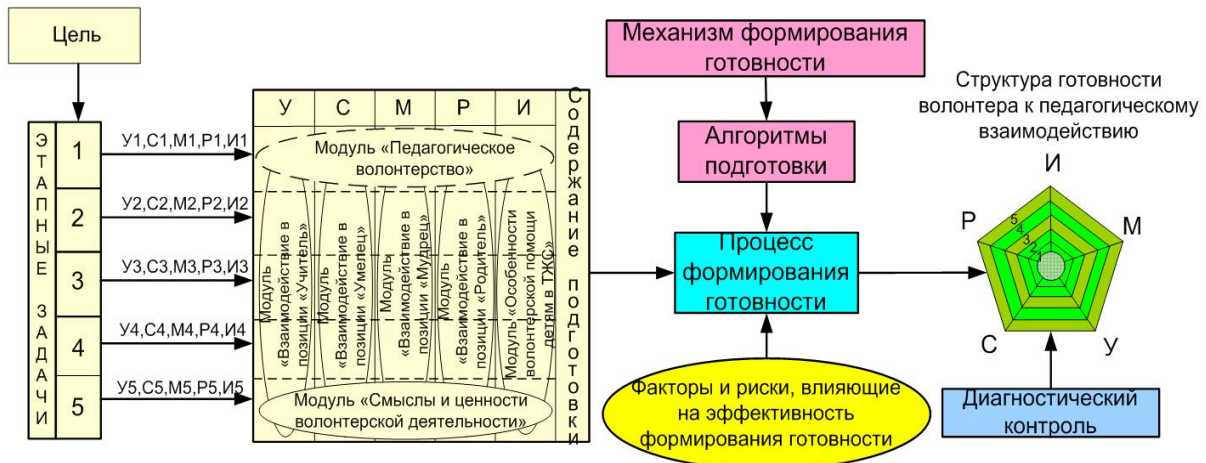 Цель
ЭТАПНЫЕ ЗАДАЧИ
1
2
3
4
5
У1,С1,М1,Р1,И1
У2,С2,М2,Р2,И2
У3,С3,М3,Р3,И3
У4,С4,М4,Р4,И4
У5,С5,М5,Р5,И5
У С М Р И
Модуль «Педагогическое
волонтерство»
Модуль
«Взаимодействие в
позиции «Учитель»
Модуль
«Взаимодействие в
позиции «Умелец»
Модуль
«Взаимодействие в
позиции «Мудрец»
Модуль
«Взаимодействие в
позиции «Родитель»
Модуль «Особенности
волонтерской помощи
детям в ТЖС»
Модуль «Смыслы и ценности
волонтерской деятельности»
Содержание подготовки
Механизм формирования
готовности
Алгоритмы
подготовки
Процесс
формирования
готовности
Факторы и риски, влияющие
на эффективность
формирования готовности
Структура готовности
волонтера к педагогическому
взаимодействию
И
Р
М
5
4
3
2
1
С
У
Диагностический
контроль